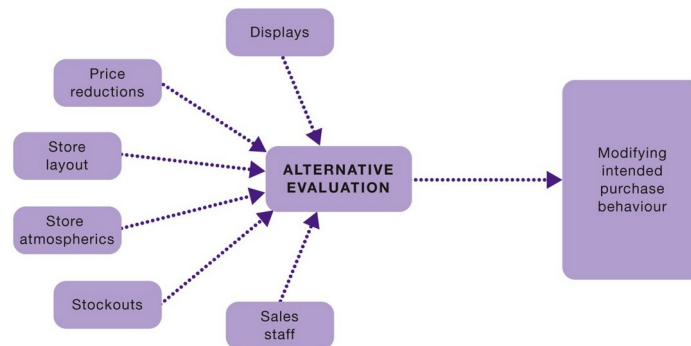 Displays
Price
reductions
Store
layout
ALTERNATIVE
EVALUATION
Modifying
intended
purchase
behaviour
Store
atmospherics
Stockouts
Sales
staff